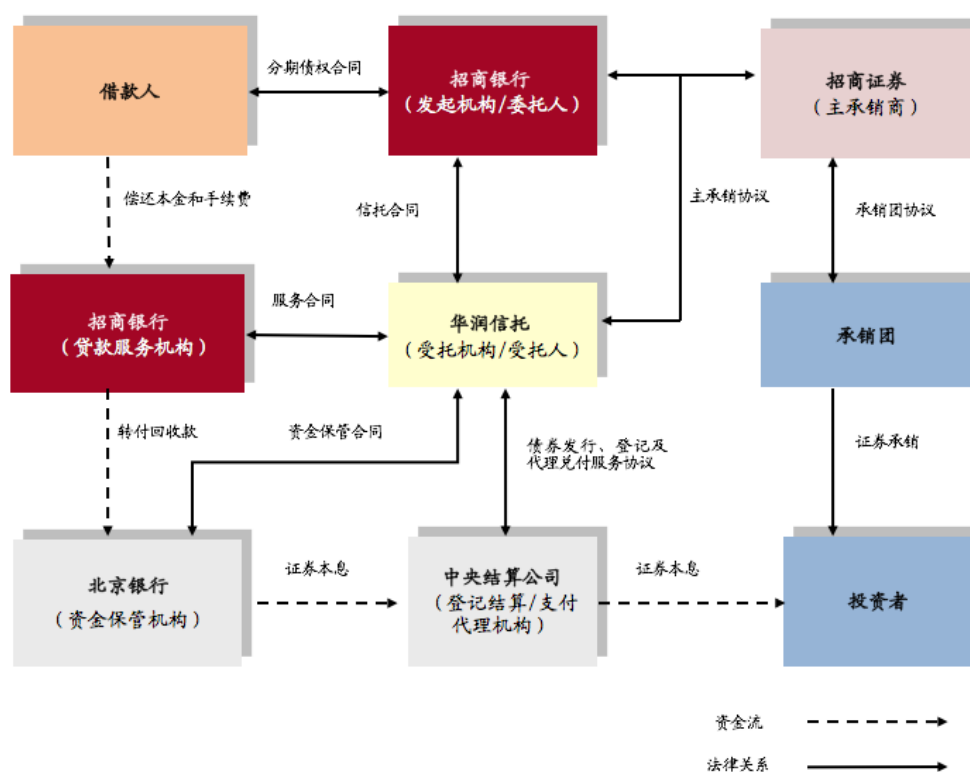 借款人
分期债权合同
招商银行
（发起机构/委托人）
招商证券
（主承销商）
偿还本金和手续费
信托合同
主承销协议
承销团协议
招商银行
（贷款服务机构）
服务合同
华润信托
（受托机构/受托人）
承销团
转付回收款
资金保管合同
债券发行、登记及
代理兑付服务协议
证券承销
北京银行
（资金保管机构）
证券本息
中央结算公司
（登记结算/支付
代理机构）
证券本息
投资者
资金流
法律关系